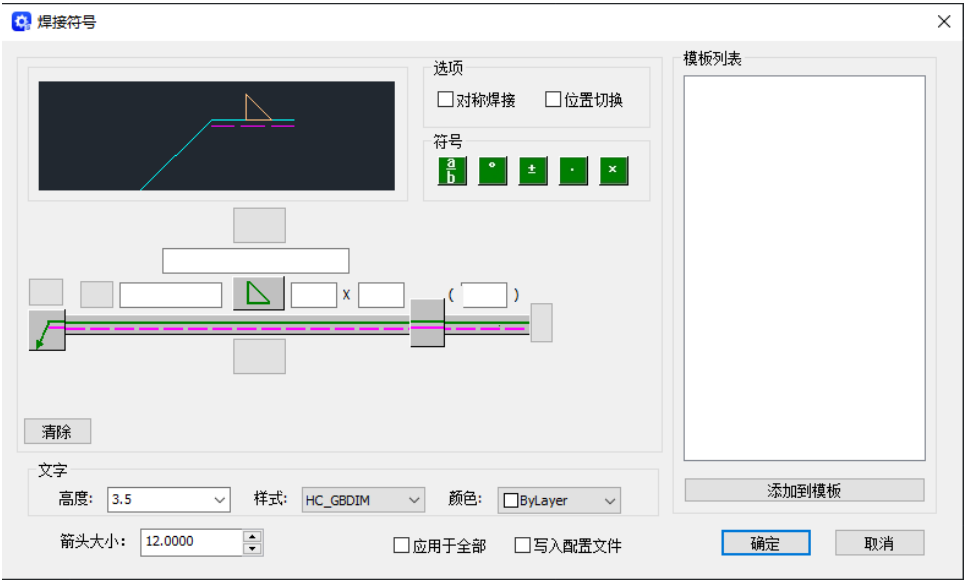 焊接符号
选项
对称焊接 位置切换
符号
a
b
° ± · ×
x ( )
清除
文字
高度: 3.5 样式: HC_GBDIM 颜色: ByLayer
箭头大小: 12.0000
应用于全部 写入配置文件
模板列表
添加到模板
确定 取消